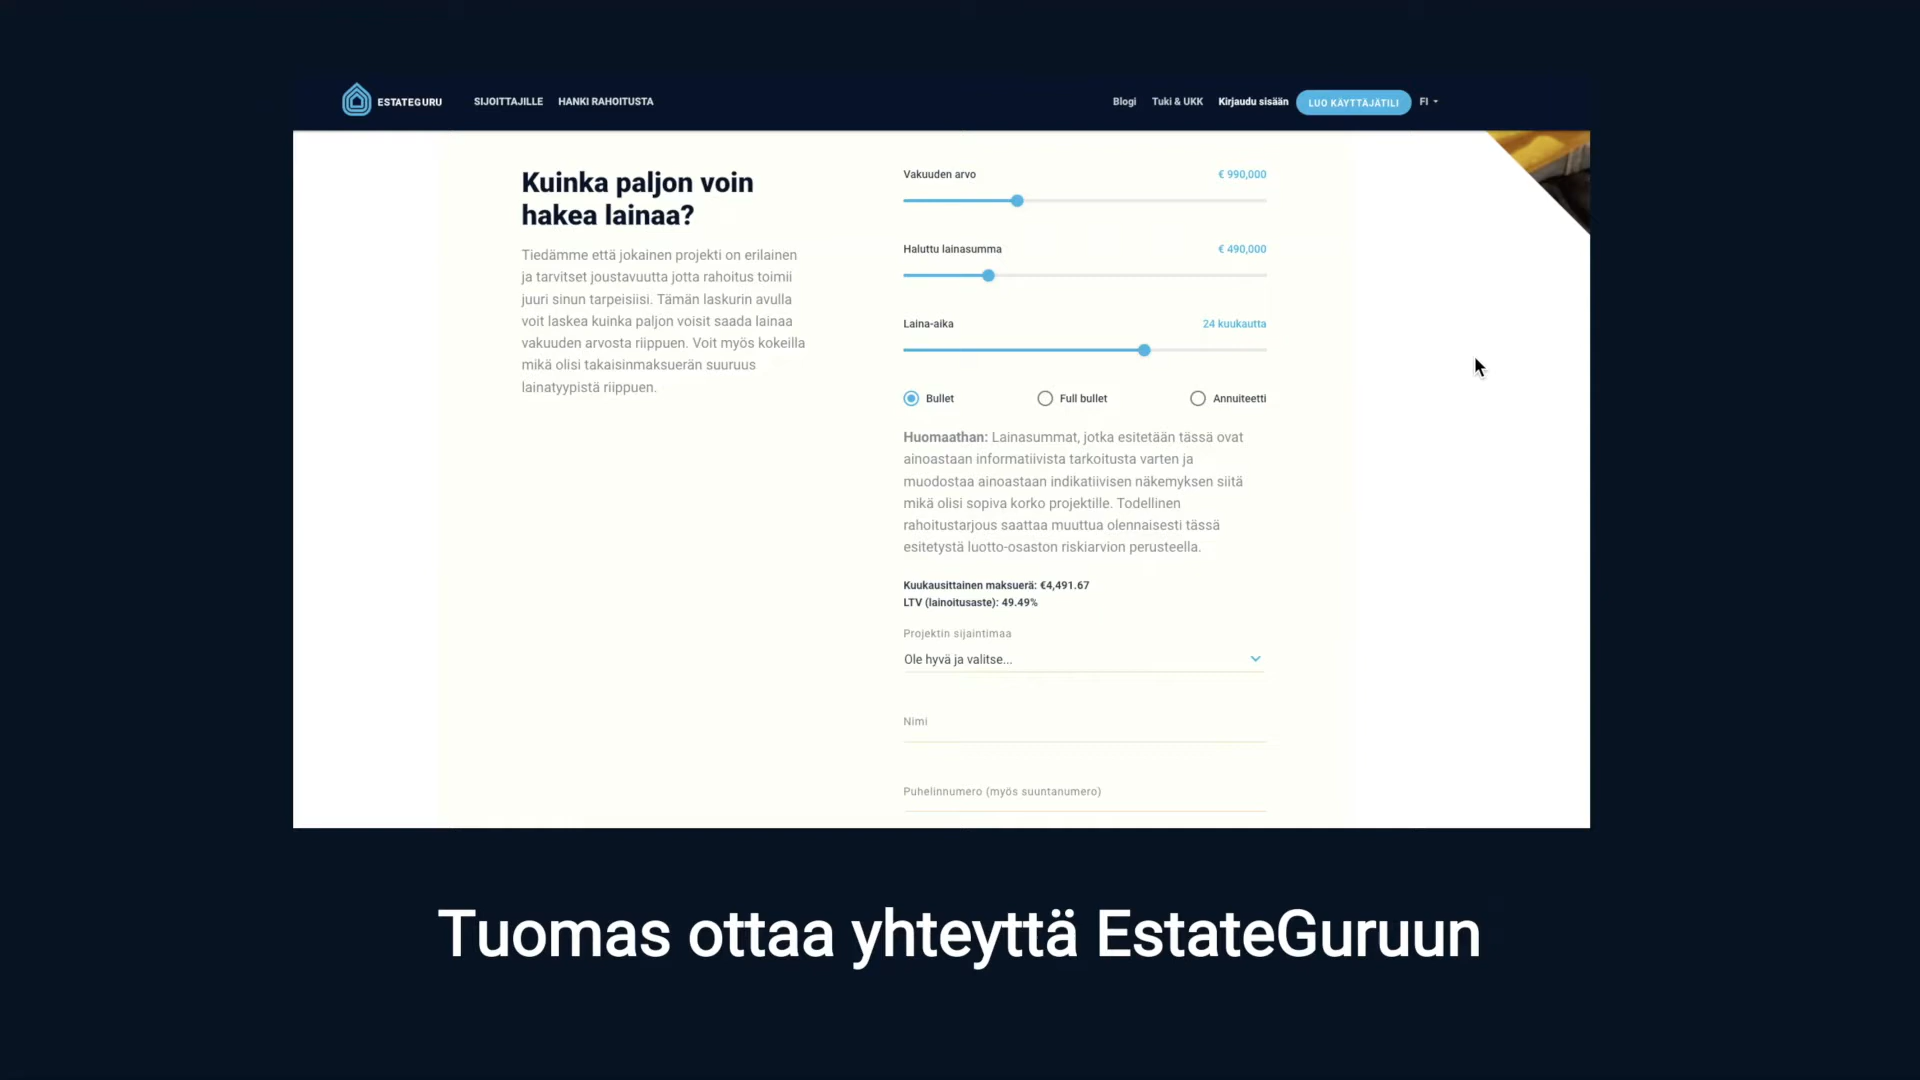 ESTATEGURU
SIJOITTAJILLE
HANKI RAHOITUSTA
Blogi
Tuki & UKK
Kirjaudu sisään
LUO KÄYTTÄJÄTILI
FI
Kuinka paljon voin
hakea lainaa?
Tiedämme että jokainen projekti on erilainen
ja tarvitset joustavuutta jotta rahoitus toimii
juuri sinun tarpeisiisi. Tämän laskurin avulla
voit laskea kuinka paljon voisit saada lainaa
vakuuden arvosta riippuen. Voit myös kokeilla
mikä olisi takaisinmaksuerän suuruus
lainatyypistä riippuen.
Vakuuden arvo
€ 990,000
Haluttu lainasumma
€ 490,000
Laina-aika
24 kuukautta
Bullet
Full bullet
Annuiteetti
Huomaathan: Lainasummat, jotka esitetään tässä ovat
ainoastaan informatiivista tarkoitusta varten ja
muodostaa ainoastaan indikatiivisen näkemyksen siitä
mikä olisi sopiva korko projektille. Todellinen
rahoitustarjous saattaa muuttua olennaisesti tässä
esitetystä luotto-osaston riskiarvion perusteella.
Kuukausittainen maksuerä: €4,491.67
LTV (lainoitusaste): 49.49%
Projektin sijaintimaa
Ole hyvä ja valitse...
Nimi
Puhelinnumero (myös suuntanumero)
Tuomas ottaa yhteyttä EstateGuruun